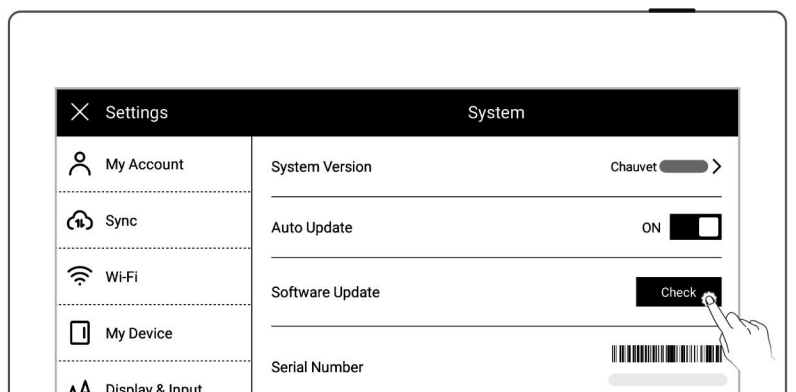 Settings
System
My Account
System Version
Chauvet
Sync
Auto Update
ON
Wi-Fi
Software Update
Check
My Device
Serial Number
Display & Input